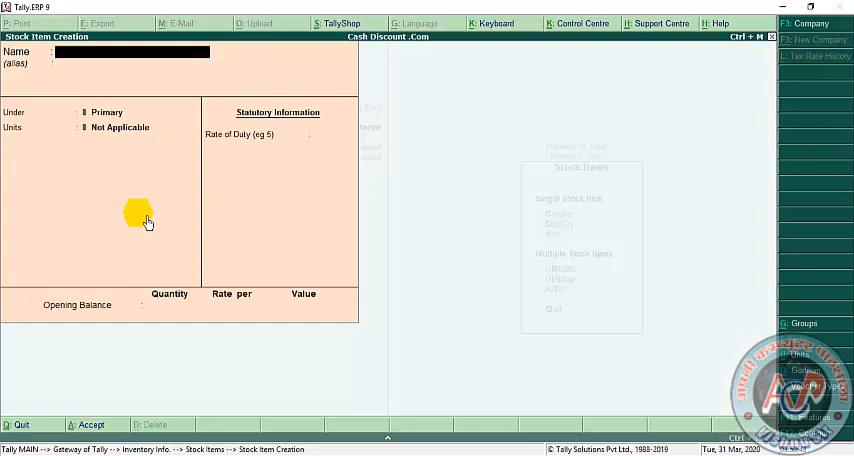 Tally.ERP 9
P: Print E: Export M: E-Mail O: Upload S: TallyShop G: Language K: Keyboard K: Control Centre H: Support Centre H: Help F3: Company
Stock Item Creation Cash Discount .Com Ctrl + M
F3: New Company
L: Tax Rate History
Name :
(alias) :
Under : Primary
Units : Not Applicable
Statutory Information
Rate of Duty (eg 5) :
Stock Items
Single Stock Item
Create
Display
Alter
Multiple Stock Items
CReate
DIsplay
ALter
Quit
Quantity Rate per Value
Opening Balance :
G: Groups
U: Units
O: Godown
Voucher Types
F11: Features
F12: Configure
Q: Quit A: Accept D: Delete
Tally MAIN --> Gateway of Tally --> Inventory Info. --> Stock Items --> Stock Item Creation © Tally Solutions Pvt Ltd., 1988-2019 Tue, 31 Mar, 2020